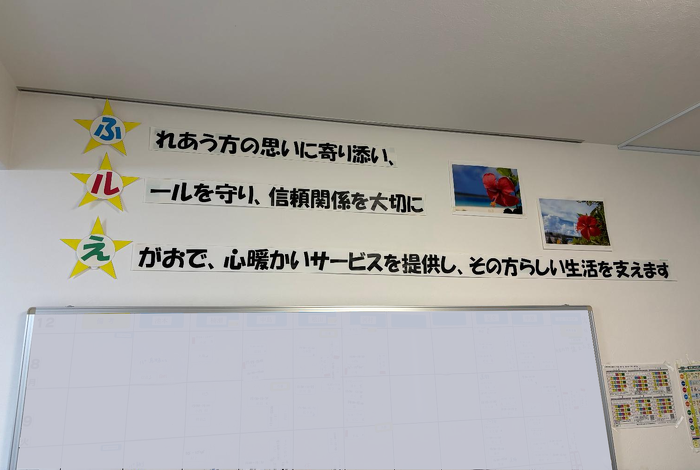 ふれあう方の思いに寄り添い、
ルールを守り、信頼関係を大切に
えがおで、心暖かいサービスを提供し、その方らしい生活を支えます
12